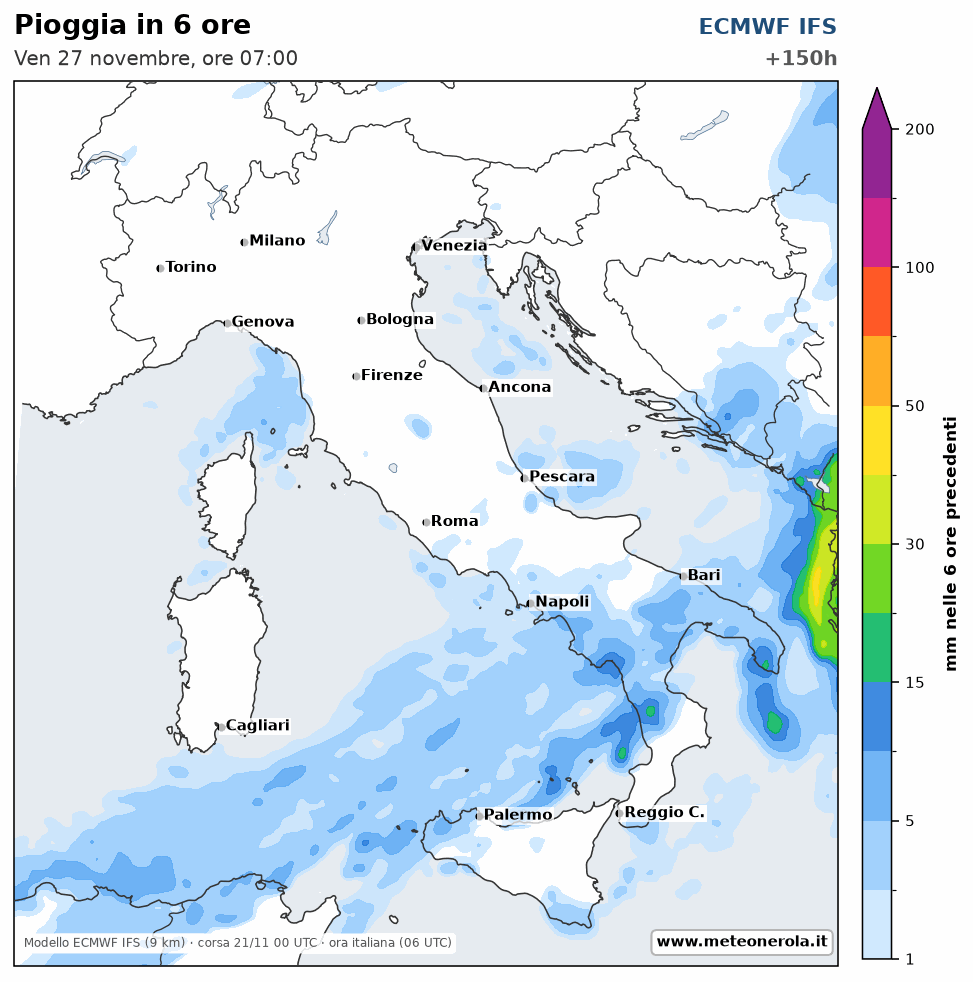 Pioggia in 6 ore
ECMWF IFS
Ven 27 novembre, ore 07:00
+150h
Milano
Venezia
Torino
Genova
Bologna
Firenze
Ancona
Pescara
Roma
Bari
Napoli
Cagliari
Palermo
Reggio C.
200
100
50
30
15
5
1
mm nelle 6 ore precedenti
Modello ECMWF IFS (9 km) · corsa 21/11 00 UTC · ora italiana (06 UTC)
www.meteonerola.it